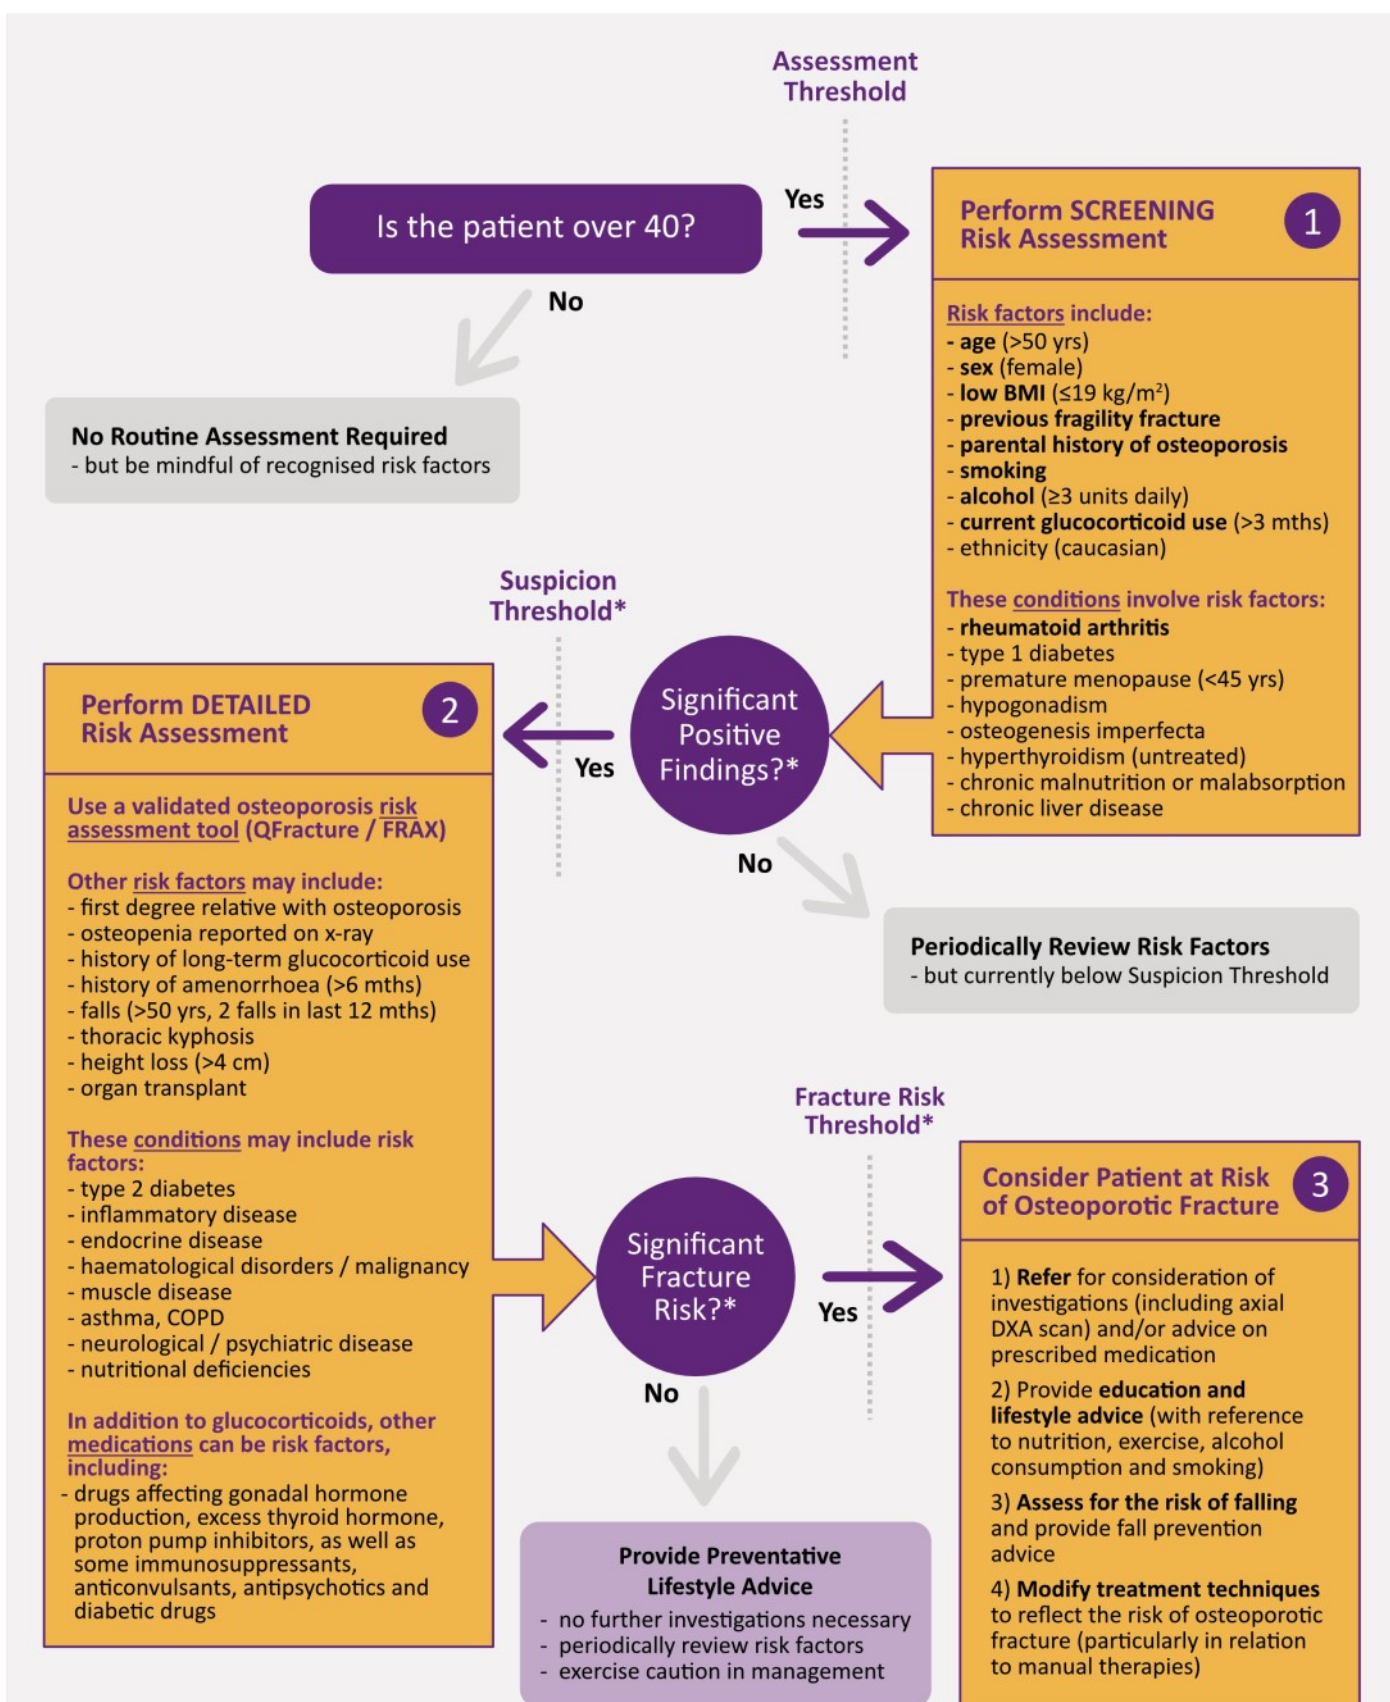 Assessment
Threshold
Is the patient over 40?
Yes
No
Perform SCREENING
Risk Assessment
1
Risk factors include:
- age (>50 yrs)
- sex (female)
- low BMI (≤19 kg/m²)
- previous fragility fracture
- parental history of osteoporosis
- smoking
- alcohol (≥3 units daily)
- current glucocorticoid use (>3 mths)
- ethnicity (caucasian)
These conditions involve risk factors:
- rheumatoid arthritis
- type 1 diabetes
- premature menopause (<45 yrs)
- hypogonadism
- osteogenesis imperfecta
- hyperthyroidism (untreated)
- chronic malnutrition or malabsorption
- chronic liver disease
No Routine Assessment Required
- but be mindful of recognised risk factors
Suspicion
Threshold*
Significant
Positive
Findings?*
Yes
No
Periodically Review Risk Factors
- but currently below Suspicion Threshold
Perform DETAILED
Risk Assessment
2
Use a validated osteoporosis risk
assessment tool (QFracture / FRAX)
Other risk factors may include:
- first degree relative with osteoporosis
- osteopenia reported on x-ray
- history of long-term glucocorticoid use
- history of amenorrhoea (>6 mths)
- falls (>50 yrs, 2 falls in last 12 mths)
- thoracic kyphosis
- height loss (>4 cm)
- organ transplant
These conditions may include risk
factors:
- type 2 diabetes
- inflammatory disease
- endocrine disease
- haematological disorders / malignancy
- muscle disease
- asthma, COPD
- neurological / psychiatric disease
- nutritional deficiencies
In addition to glucocorticoids, other
medications can be risk factors,
including:
- drugs affecting gonadal hormone
production, excess thyroid hormone,
proton pump inhibitors, as well as
some immunosuppressants,
anticonvulsants, antipsychotics and
diabetic drugs
Significant
Fracture
Risk?*
Fracture Risk
Threshold*
Yes
No
Provide Preventative
Lifestyle Advice
- no further investigations necessary
- periodically review risk factors
- exercise caution in management
Consider Patient at Risk
of Osteoporotic Fracture
3
1) Refer for consideration of
investigations (including axial
DXA scan) and/or advice on
prescribed medication
2) Provide education and
lifestyle advice (with reference
to nutrition, exercise, alcohol
consumption and smoking)
3) Assess for the risk of falling
and provide fall prevention
advice
4) Modify treatment techniques
to reflect the risk of osteoporotic
fracture (particularly in relation
to manual therapies)